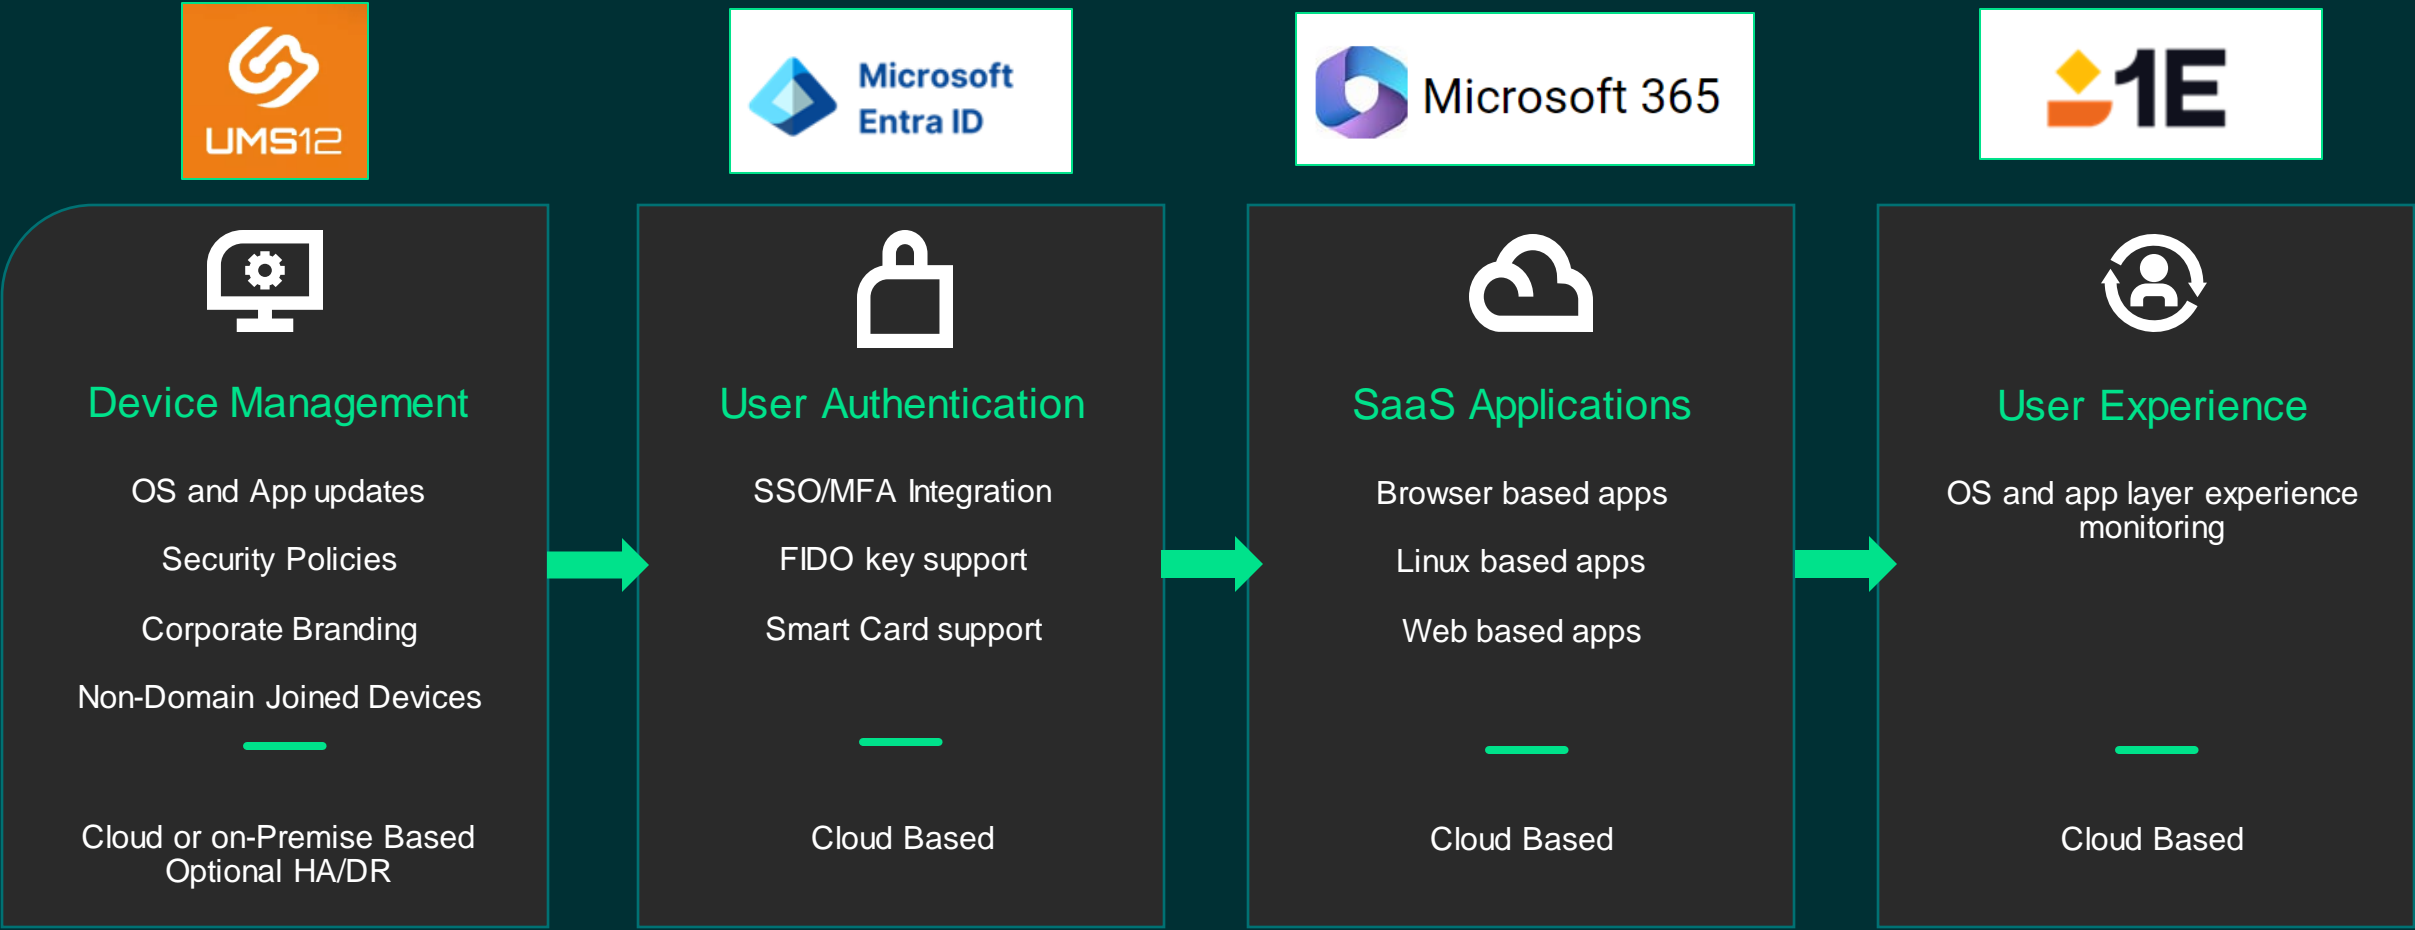 UMS12
Microsoft
Entra ID
Microsoft 365
1E
Device Management
OS and App updates
Security Policies
Corporate Branding
Non-Domain Joined Devices
Cloud or on-Premise Based
Optional HA/DR
User Authentication
SSO/MFA Integration
FIDO key support
Smart Card support
Cloud Based
SaaS Applications
Browser based apps
Linux based apps
Web based apps
Cloud Based
User Experience
OS and app layer experience
monitoring
Cloud Based